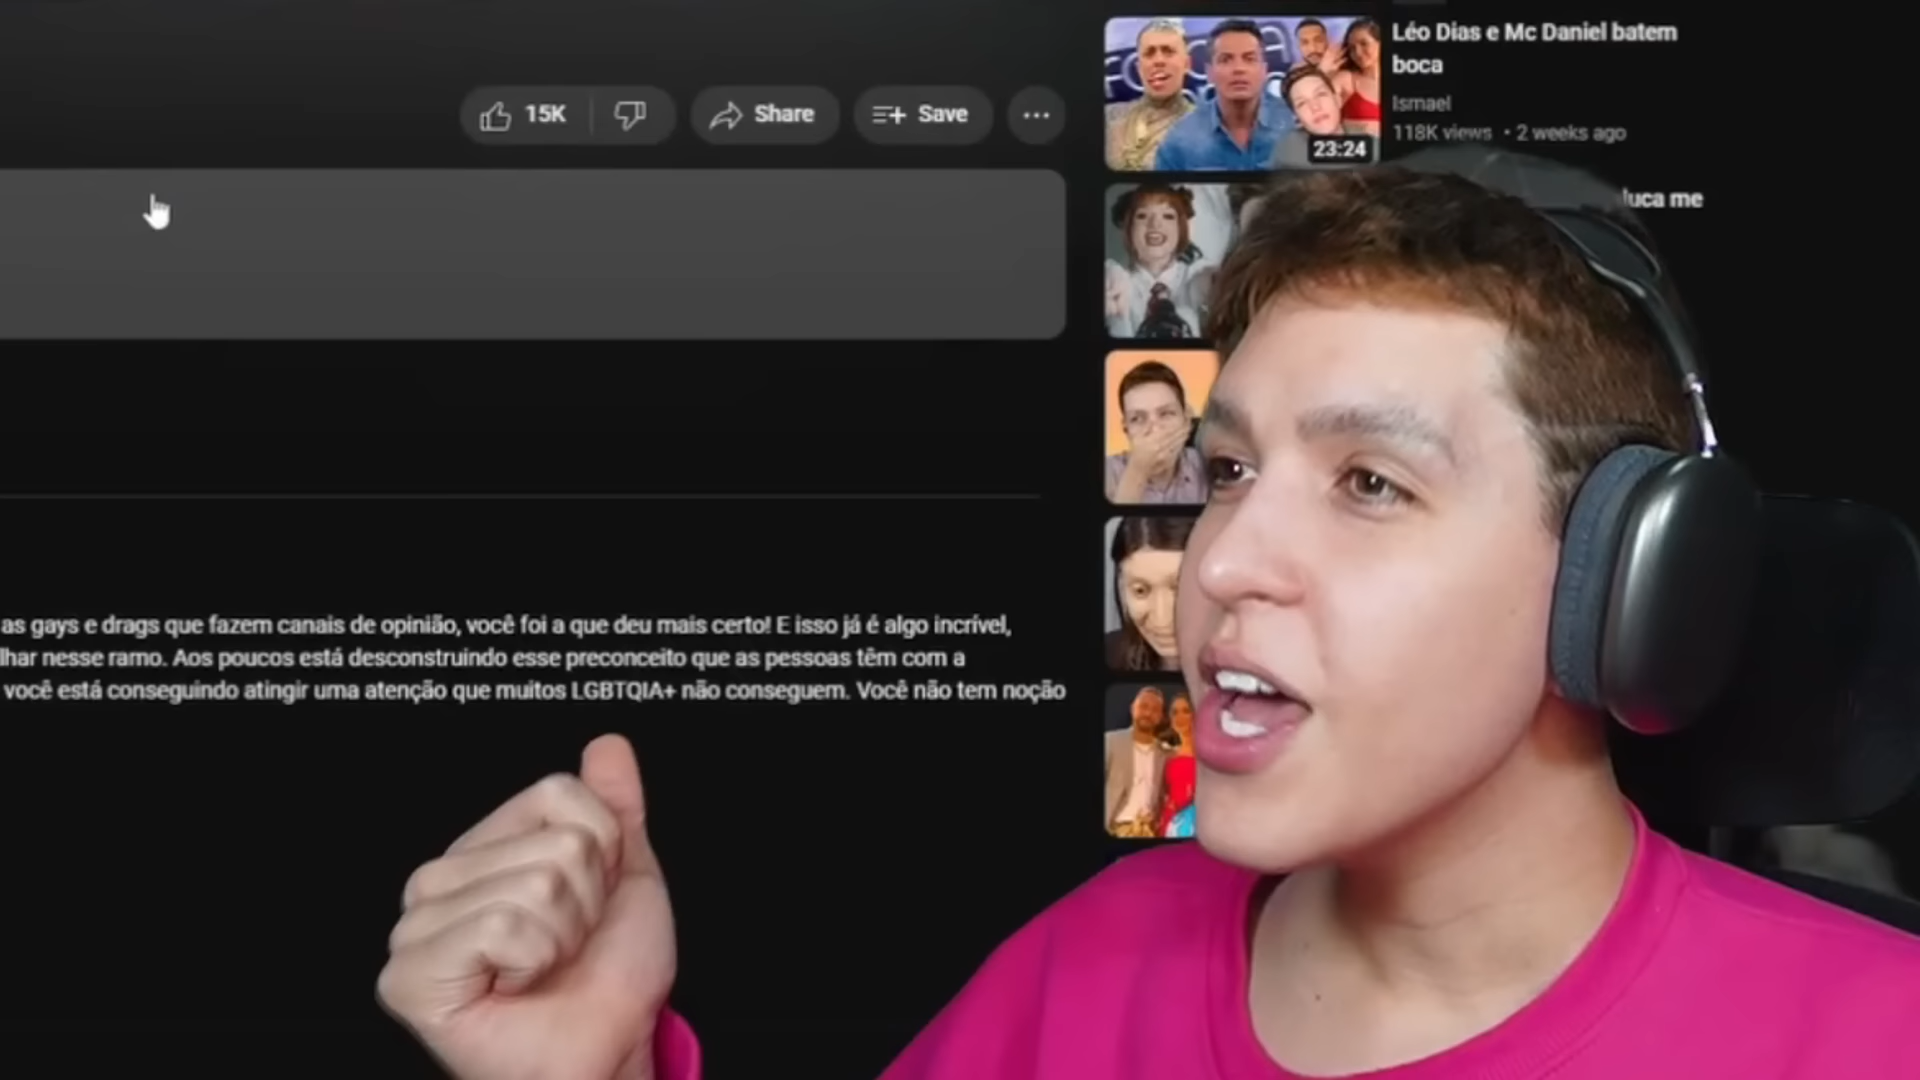 15K
Share
Save
Léo Dias e Mc Daniel batem
boca
Ismael
118K views • 2 weeks ago
23:24
luca me
as gays e drags que fazem canais de opinião, você foi a que deu mais certo! E isso já é algo incrível,
lhar nesse ramo. Aos poucos está desconstruindo esse preconceito que as pessoas têm com a
você está conseguindo atingir uma atenção que muitos LGBTQIA+ não conseguem. Você não tem noção